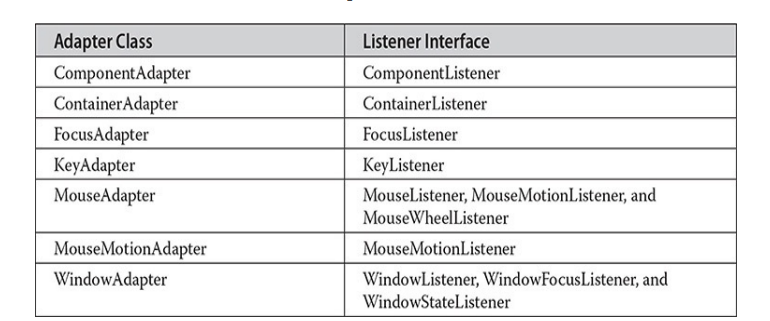 Adapter Class Listener Interface
ComponentAdapter ComponentListener
ContainerAdapter ContainerListener
FocusAdapter FocusListener
KeyAdapter KeyListener
MouseAdapter MouseListener, MouseMotionListener, and
MouseWheelListener
MouseMotionAdapter MouseMotionListener
WindowAdapter WindowListener, WindowFocusListener, and
WindowStateListener